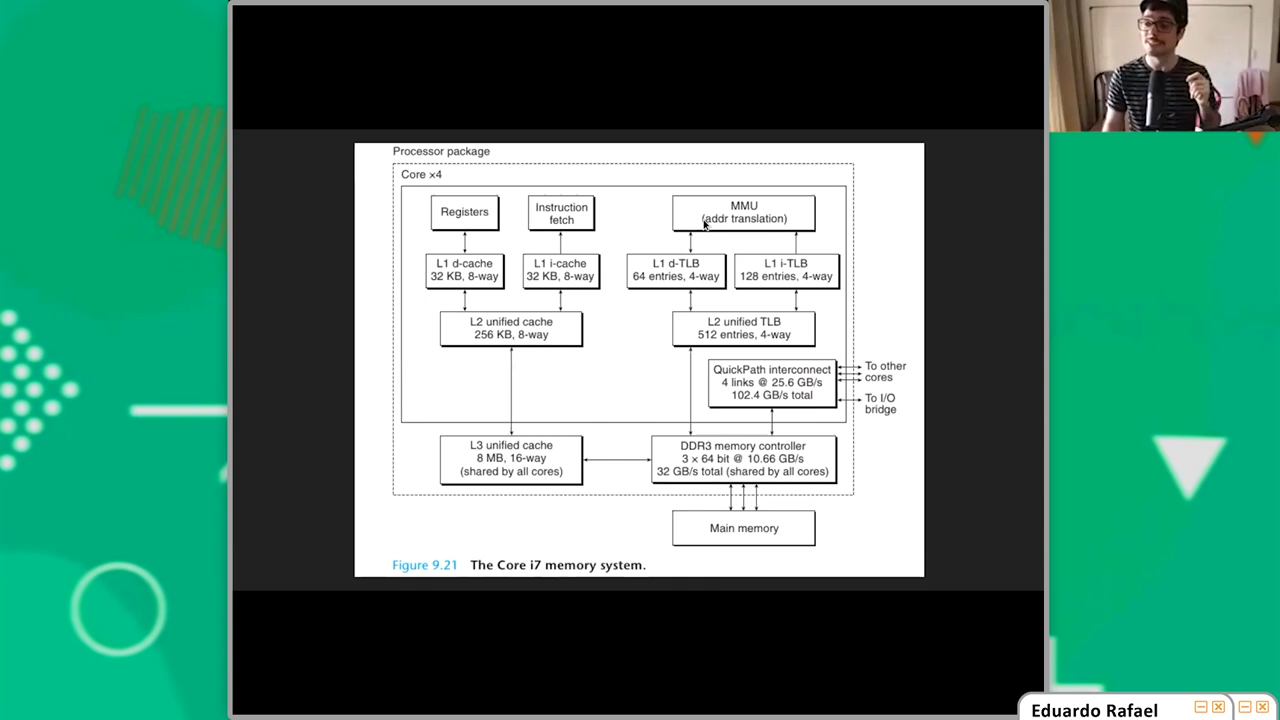 Processor package
Core ×4
Registers
Instruction
fetch
MMU
(addr translation)
L1 d-cache
32 KB, 8-way
L1 i-cache
32 KB, 8-way
L1 d-TLB
64 entries, 4-way
L1 i-TLB
128 entries, 4-way
L2 unified cache
256 KB, 8-way
L2 unified TLB
512 entries, 4-way
QuickPath interconnect
4 links @ 25.6 GB/s
102.4 GB/s total
To other
cores
To I/O
bridge
L3 unified cache
8 MB, 16-way
(shared by all cores)
DDR3 memory controller
3 × 64 bit @ 10.66 GB/s
32 GB/s total (shared by all cores)
Main memory
Figure 9.21 The Core i7 memory system.
Eduardo Rafael